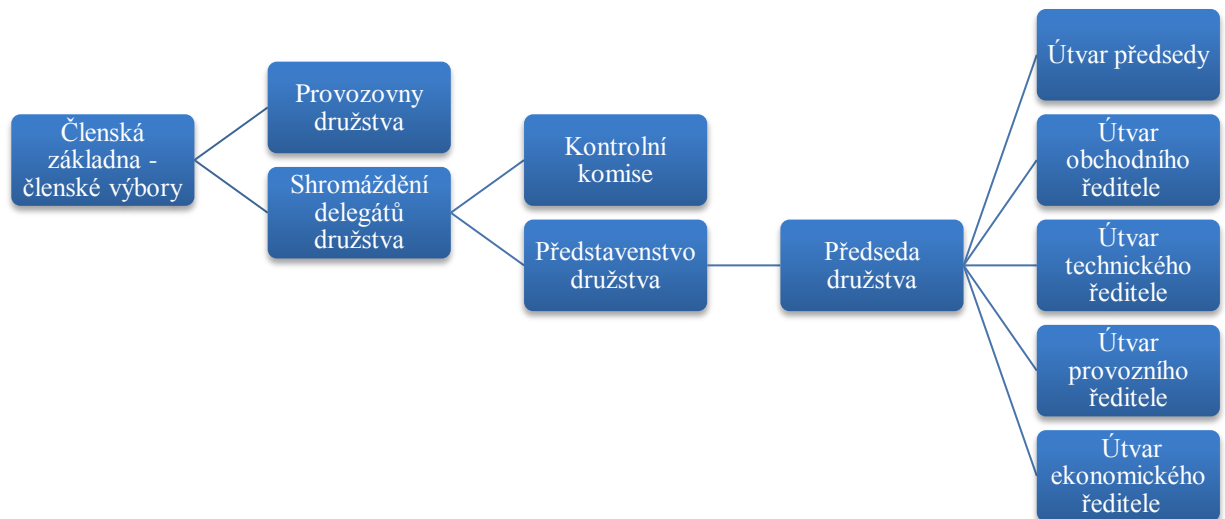 Členská
základna -
členské výbory
Provozovny
družstva
Shromáždění
delegátů
družstva
Kontrolní
komise
Představenstvo
družstva
Předseda
družstva
Útvar předsedy
Útvar
obchodního
ředitele
Útvar
technického
ředitele
Útvar
provozního
ředitele
Útvar
ekonomického
ředitele